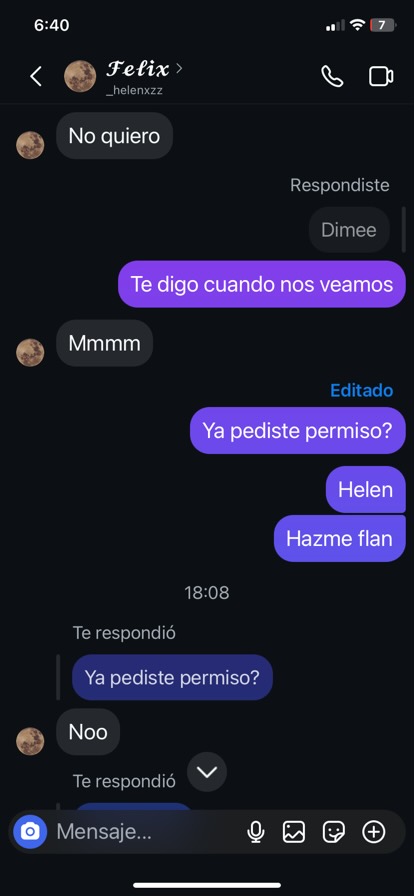 6:40
7
𝓕𝓮𝓵𝓲𝔁
_helenxzz
No quiero
Respondiste
Dimee
Te digo cuando nos veamos
Mmmm
Editado
Ya pediste permiso?
Helen
Hazme flan
18:08
Te respondió
Ya pediste permiso?
Noo
Te respondió
Mensaje...